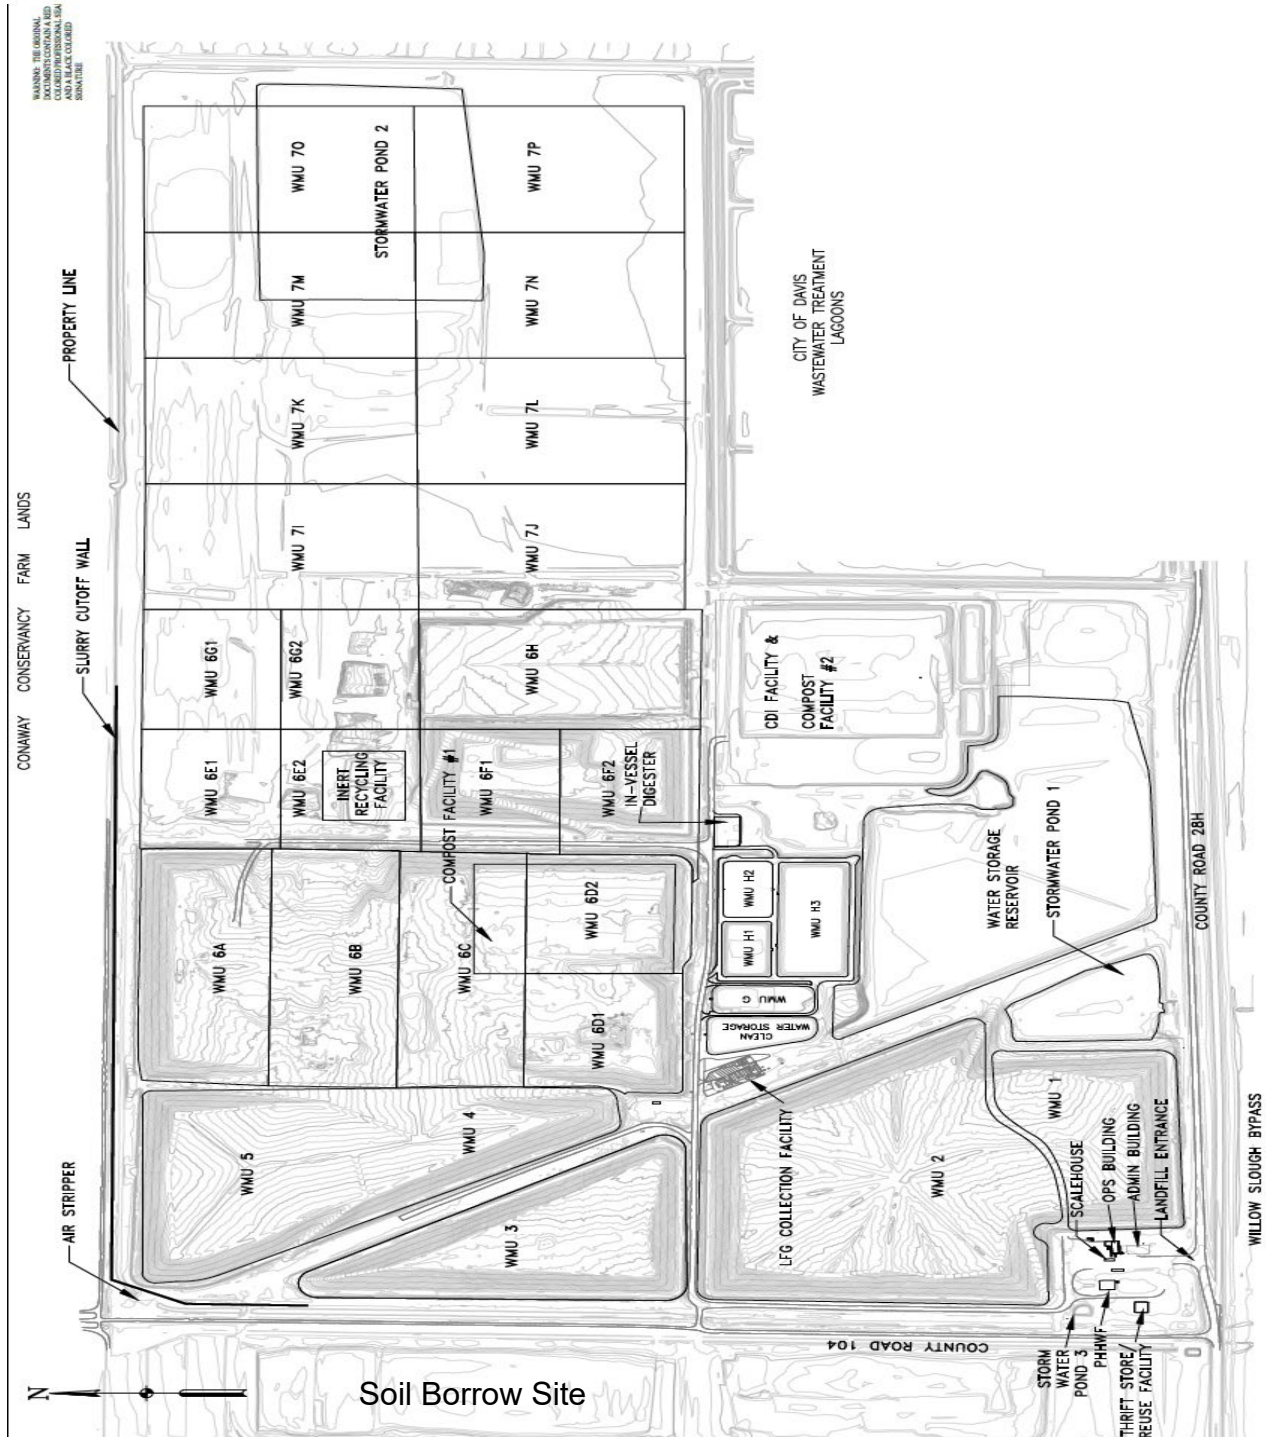 WARNING: THE ORIGINAL
DOCUMENTS CONTAIN A RED
COLORED PROFESSIONAL SEAL
AND A BLACK COLORED
SIGNATURE
CONAWAY CONSERVANCY FARM LANDS
PROPERTY LINE
SLURRY CUTOFF WALL
AIR STRIPPER
WMU 7O
STORMWATER POND 2
WMU 7P
WMU 7M
WMU 7N
WMU 7K
WMU 7L
WMU 7I
WMU 7J
CITY OF DAVIS
WASTEWATER TREATMENT
LAGOONS
WMU 6G1
WMU 6G2
WMU 6H
WMU 6E1
WMU 6E2
INERT
RECYCLING
FACILITY
COMPOST FACILITY #1
WMU 6F1
WMU 6F2
IN-VESSEL
DIGESTER
CDI FACILITY &
COMPOST
FACILITY #2
WMU 6A
WMU 6B
WMU 6C
WMU 6D2
WMU 6D1
WMU H2
WMU H1
WMU H3
WMU G
CLEAN
WATER STORAGE
WATER STORAGE
RESERVOIR
STORMWATER POND 1
COUNTY ROAD 28H
WMU 5
WMU 4
WMU 3
LFG COLLECTION FACILITY
WMU 2
WMU 1
SCALEHOUSE
OPS BUILDING
ADMIN BUILDING
LANDFILL ENTRANCE
WILLOW SLOUGH BYPASS
COUNTY ROAD 104
STORM
WATER
POND 3
PHHWF
THRIFT STORE/
REUSE FACILITY
N
Soil Borrow Site